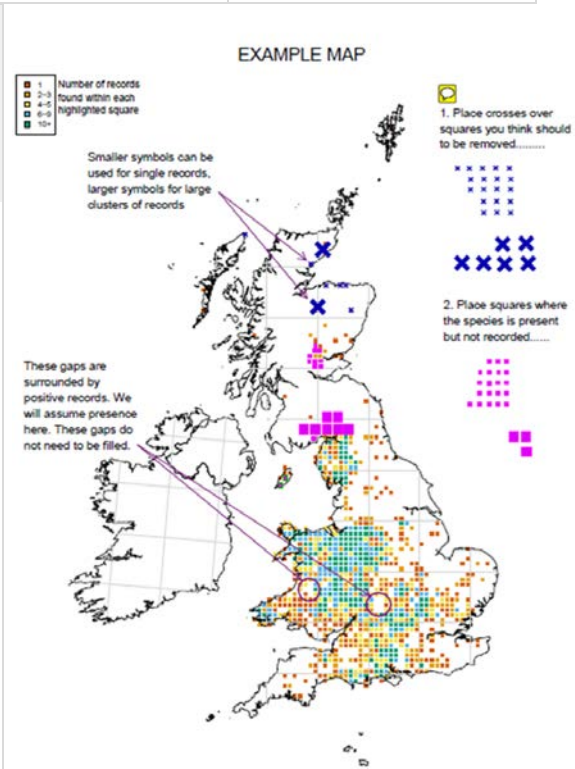 EXAMPLE MAP
1 Number of records
2-3 found within each
4-5 highlighted square
6-9
10+
1. Place crosses over
squares you think should
to be removed.........
Smaller symbols can be
used for single records,
larger symbols for large
clusters of records
2. Place squares where
the species is present
but not recorded......
These gaps are
surrounded by
positive records. We
will assume presence
here. These gaps do
not need to be filled.